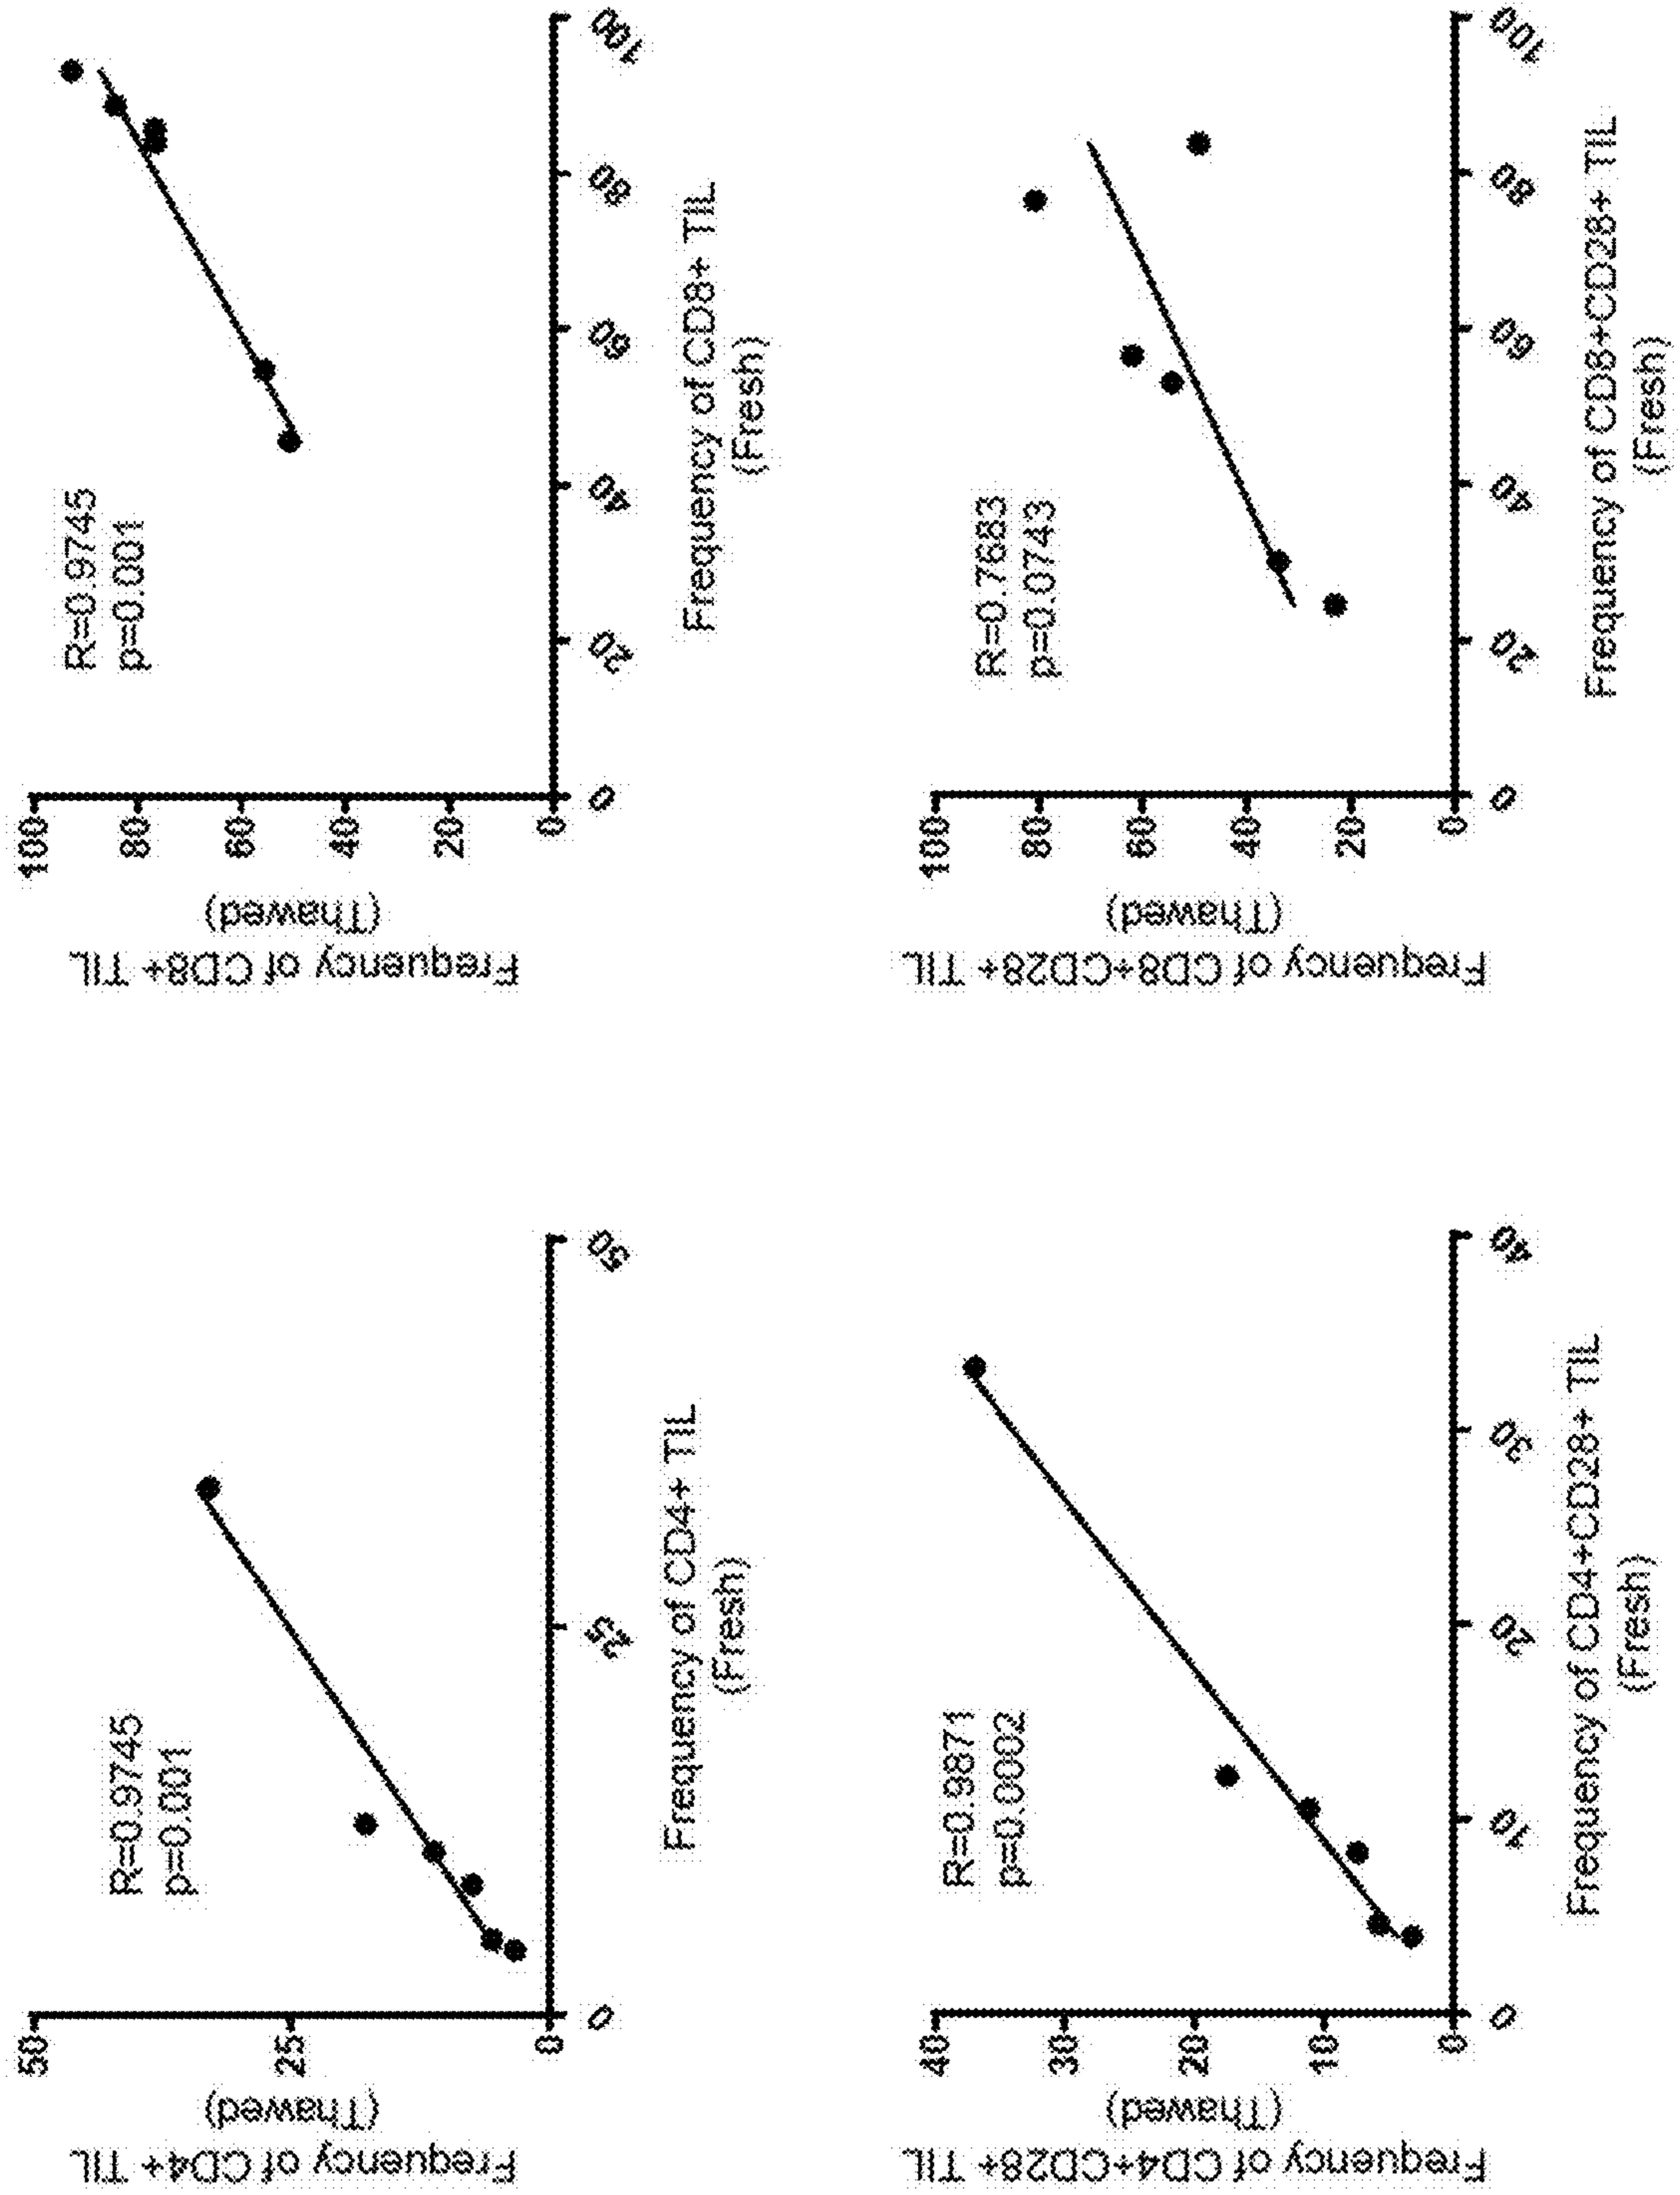 Frequency of CD4+ TIL
(Thawed)
50
25
0
R=0.9745
p=0.001
0
25
50
Frequency of CD4+ TIL
(Fresh)
Frequency of CD8+ TIL
(Thawed)
100
80
60
40
20
0
R=0.9745
p=0.001
0
20
40
60
80
100
Frequency of CD8+ TIL
(Fresh)
Frequency of CD4+CD28+ TIL
(Thawed)
40
30
20
10
0
R=0.9871
p=0.0002
0
10
20
30
40
Frequency of CD4+CD28+ TIL
(Fresh)
Frequency of CD8+CD28+ TIL
(Thawed)
100
80
60
40
20
0
R=0.7683
p=0.0743
0
20
40
60
80
100
Frequency of CD8+CD28+ TIL
(Fresh)